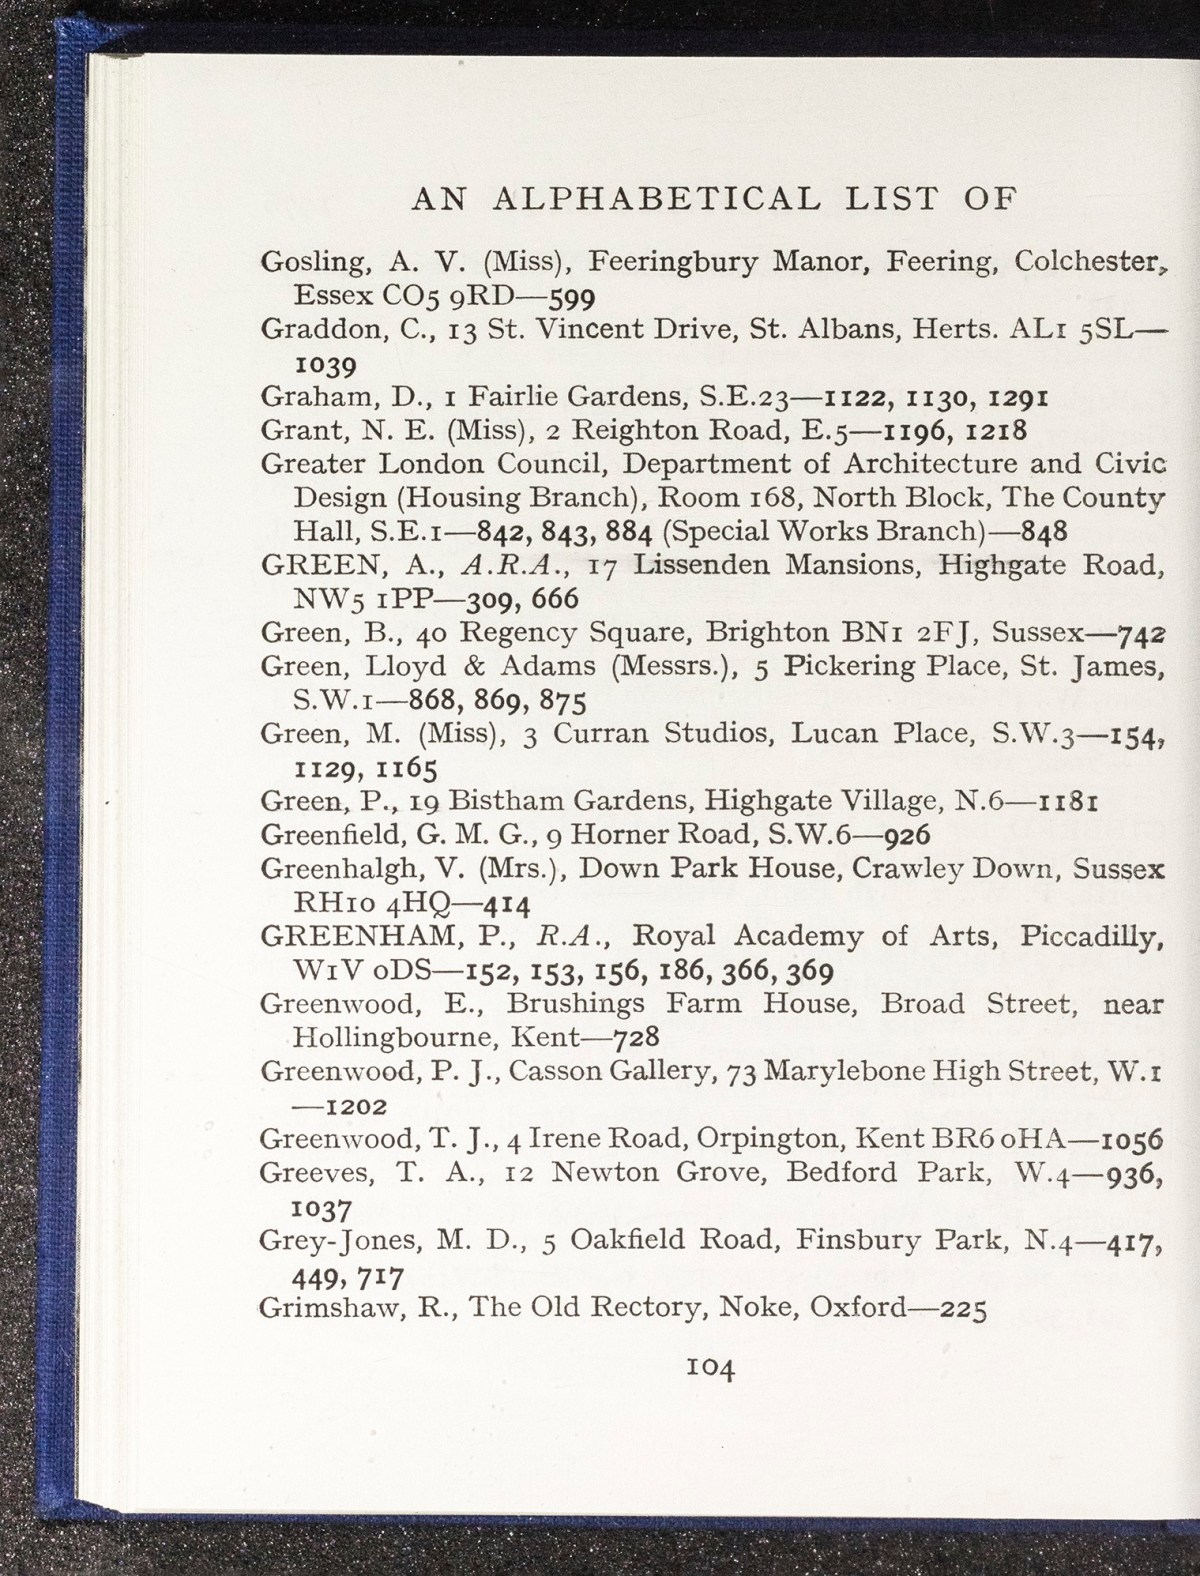 AN ALPHABETICAL LIST OF
Gosling, A. V. (Miss), Feeringbury Manor, Feering, Colchester,
Essex CO5 9RD—599
Graddon, C., 13 St. Vincent Drive, St. Albans, Herts. AL1 5SL—
1039
Graham, D., 1 Fairlie Gardens, S.E.23—1122, 1130, 1291
Grant, N. E. (Miss), 2 Reighton Road, E.5—1196, 1218
Greater London Council, Department of Architecture and Civic
Design (Housing Branch), Room 168, North Block, The County
Hall, S.E.1—842, 843, 884 (Special Works Branch)—848
GREEN, A., A.R.A., 17 Lissenden Mansions, Highgate Road,
NW5 1PP—309, 666
Green, B., 40 Regency Square, Brighton BN1 2FJ, Sussex—742
Green, Lloyd & Adams (Messrs.), 5 Pickering Place, St. James,
S.W.1—868, 869, 875
Green, M. (Miss), 3 Curran Studios, Lucan Place, S.W.3—154,
1129, 1165
Green, P., 19 Bistham Gardens, Highgate Village, N.6—1181
Greenfield, G. M. G., 9 Horner Road, S.W.6—926
Greenhalgh, V. (Mrs.), Down Park House, Crawley Down, Sussex
RH10 4HQ—414
GREENHAM, P., R.A., Royal Academy of Arts, Piccadilly,
W1V 0DS—152, 153, 156, 186, 366, 369
Greenwood, E., Brushings Farm House, Broad Street, near
Hollingbourne, Kent—728
Greenwood, P. J., Casson Gallery, 73 Marylebone High Street, W.1
—1202
Greenwood, T. J., 4 Irene Road, Orpington, Kent BR6 0HA—1056
Greeves, T. A., 12 Newton Grove, Bedford Park, W.4—936,
1037
Grey-Jones, M. D., 5 Oakfield Road, Finsbury Park, N.4—417,
449, 717
Grimshaw, R., The Old Rectory, Noke, Oxford—225
104